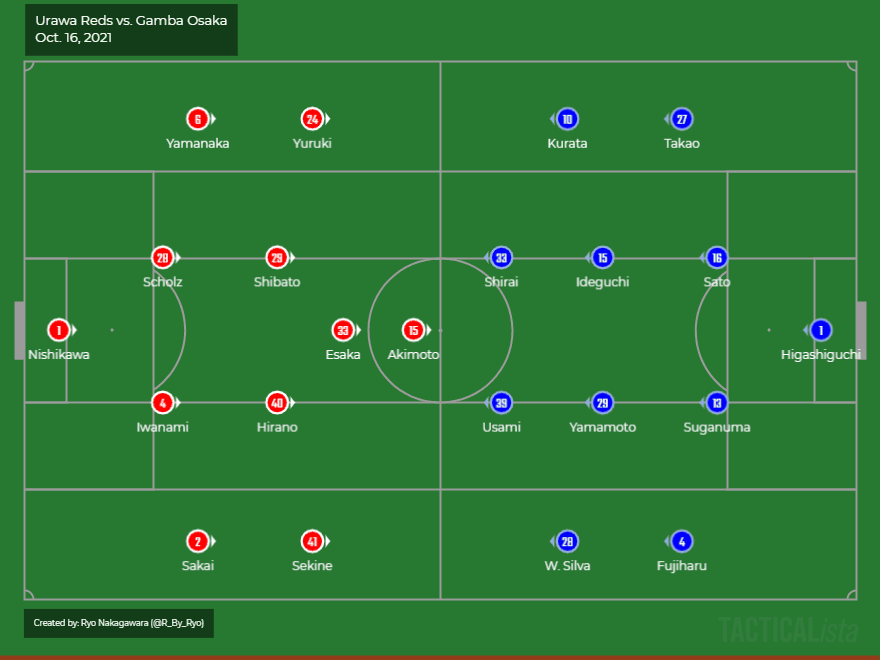 Urawa Reds vs. Gamba Osaka
Oct. 16, 2021
6 24 10 27
Yamanaka Yuruki Kurata Takao
28 29 33 15 16
Scholz Shibato Shirai Ideguchi Sato
1 33 15 1
Nishikawa Esaka Akimoto Higashiguchi
4 40 39 29 13
Iwanami Hirano Usami Yamamoto Suganuma
2 41 28 4
Sakai Sekine W. Silva Fujiharu
Created by: Ryo Nakagawara (@R_By_Ryo)
TACTICALista